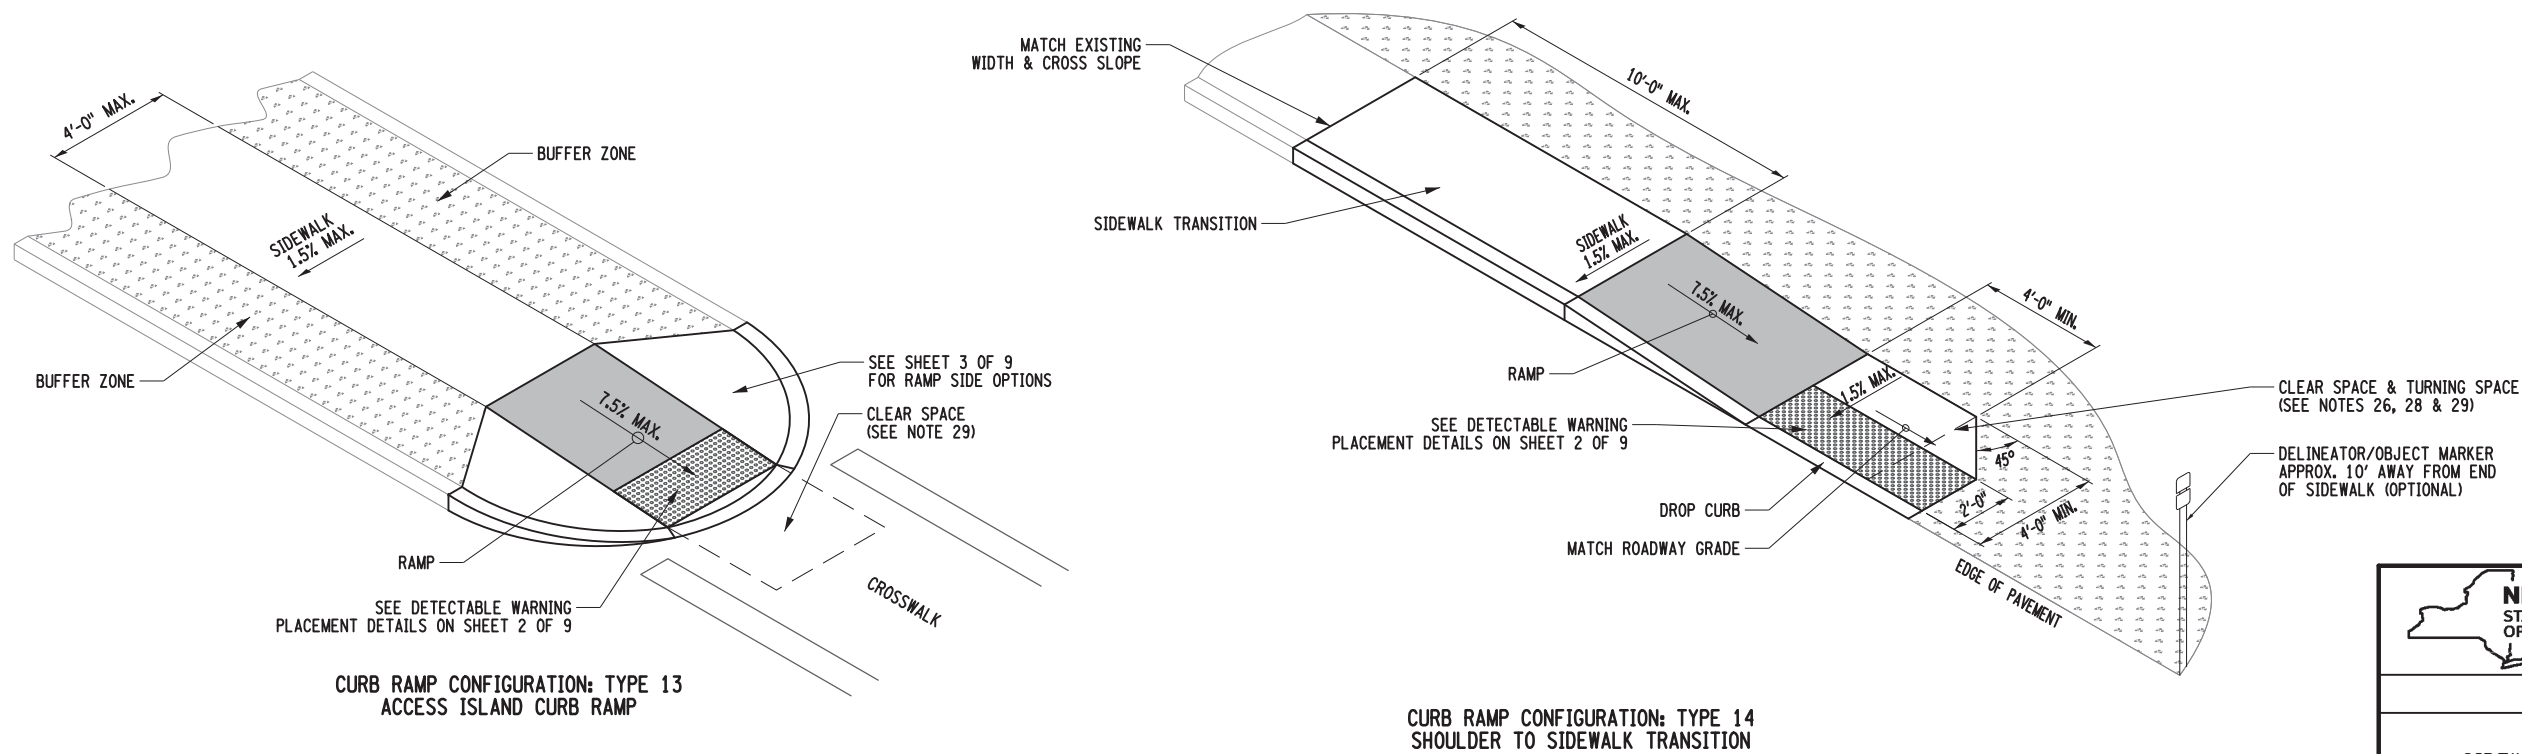 4'-0" MAX.
BUFFER ZONE
SIDEWALK
1.5% MAX.
BUFFER ZONE
7.5% MAX.
SEE SHEET 3 OF 9
FOR RAMP SIDE OPTIONS
CLEAR SPACE
(SEE NOTE 29)
RAMP
SEE DETECTABLE WARNING
PLACEMENT DETAILS ON SHEET 2 OF 9
CROSSWALK
CURB RAMP CONFIGURATION: TYPE 13
ACCESS ISLAND CURB RAMP
MATCH EXISTING
WIDTH & CROSS SLOPE
10'-0" MAX.
SIDEWALK TRANSITION
SIDEWALK
1.5% MAX.
7.5% MAX.
4'-0" MIN.
RAMP
1.5% MAX.
CLEAR SPACE & TURNING SPACE
(SEE NOTES 26, 28 & 29)
SEE DETECTABLE WARNING
PLACEMENT DETAILS ON SHEET 2 OF 9
45°
DELINEATOR/OBJECT MARKER
APPROX. 10' AWAY FROM END
OF SIDEWALK (OPTIONAL)
DROP CURB
2'-0"
4'-0" MIN.
MATCH ROADWAY GRADE
EDGE OF PAVEMENT
CURB RAMP CONFIGURATION: TYPE 14
SHOULDER TO SIDEWALK TRANSITION